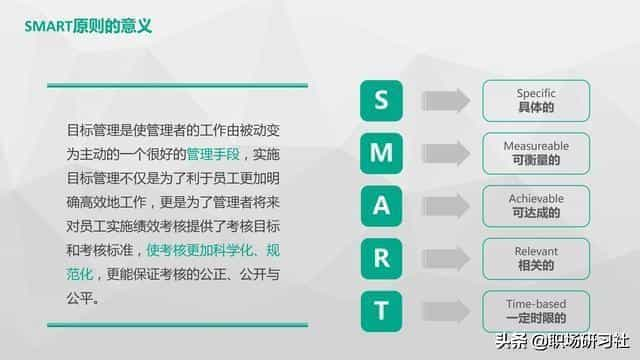 SMART原则的意义
目标管理是使管理者的工作由被动变
为主动的一个很好的管理手段，实施
目标管理不仅是为了利于员工更加明
确高效地工作，更是为了管理者将来
对员工实施绩效考核提供了考核目标
和考核标准，使考核更加科学化、规
范化，更能保证考核的公正、公开与
公平。
S
Specific
具体的
M
Measureable
可衡量的
A
Achievable
可达成的
R
Relevant
相关的
T
Time-based
一定时限的
头条 @职场研习社